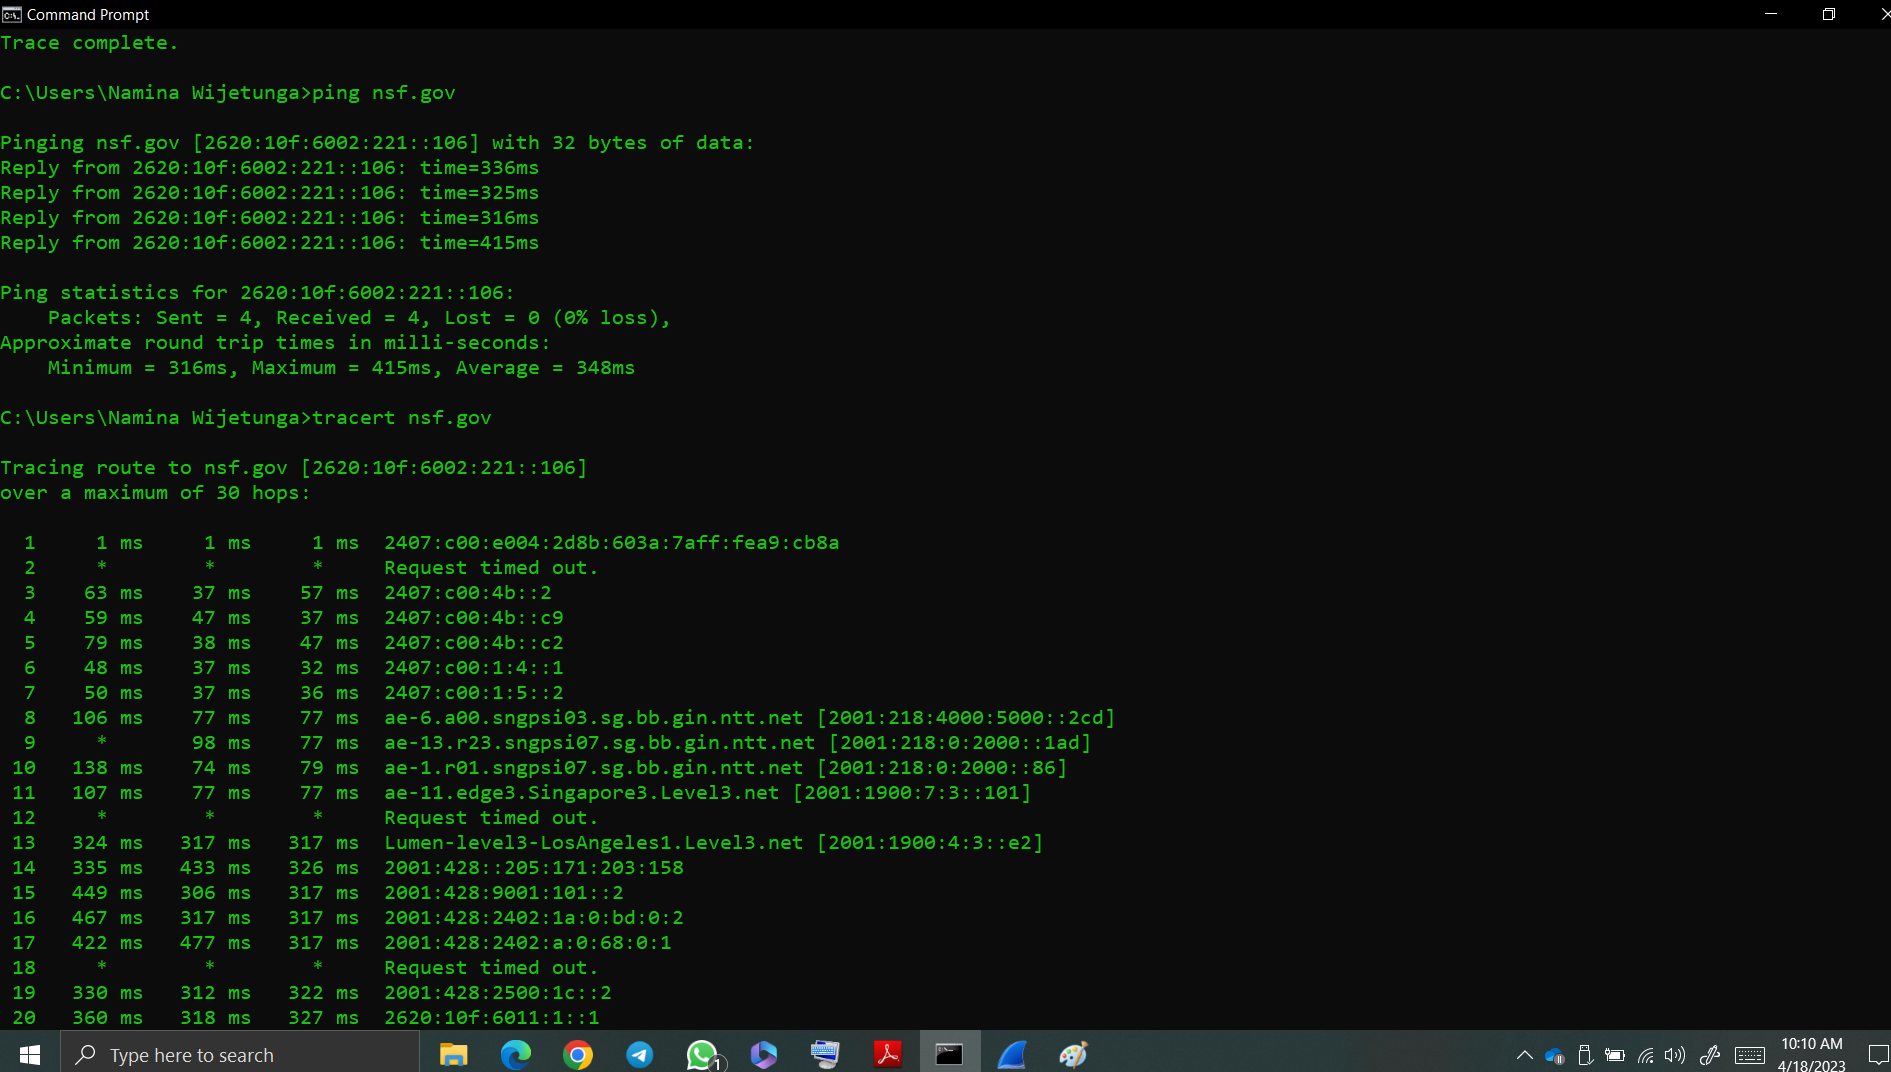 Command Prompt
Trace complete.
C:\Users\Namina Wijetunga>ping nsf.gov
Pinging nsf.gov [2620:10f:6002:221::106] with 32 bytes of data:
Reply from 2620:10f:6002:221::106: time=336ms
Reply from 2620:10f:6002:221::106: time=325ms
Reply from 2620:10f:6002:221::106: time=316ms
Reply from 2620:10f:6002:221::106: time=415ms
Ping statistics for 2620:10f:6002:221::106:
    Packets: Sent = 4, Received = 4, Lost = 0 (0% loss),
Approximate round trip times in milli-seconds:
    Minimum = 316ms, Maximum = 415ms, Average = 348ms
C:\Users\Namina Wijetunga>tracert nsf.gov
Tracing route to nsf.gov [2620:10f:6002:221::106]
over a maximum of 30 hops:
  1     1 ms     1 ms     1 ms  2407:c00:e004:2d8b:603a:7aff:fea9:cb8a
  2     *        *        *     Request timed out.
  3    63 ms    37 ms    57 ms  2407:c00:4b::2
  4    59 ms    47 ms    37 ms  2407:c00:4b::c9
  5    79 ms    38 ms    47 ms  2407:c00:4b::c2
  6    48 ms    37 ms    32 ms  2407:c00:1:4::1
  7    50 ms    37 ms    36 ms  2407:c00:1:5::2
  8   106 ms    77 ms    77 ms  ae-6.a00.sngpsi03.sg.bb.gin.ntt.net [2001:218:4000:5000::2cd]
  9     *       98 ms    77 ms  ae-13.r23.sngpsi07.sg.bb.gin.ntt.net [2001:218:0:2000::1ad]
 10   138 ms    74 ms    79 ms  ae-1.r01.sngpsi07.sg.bb.gin.ntt.net [2001:218:0:2000::86]
 11   107 ms    77 ms    77 ms  ae-11.edge3.Singapore3.Level3.net [2001:1900:7:3::101]
 12     *        *        *     Request timed out.
 13   324 ms   317 ms   317 ms  Lumen-level3-LosAngeles1.Level3.net [2001:1900:4:3::e2]
 14   335 ms   433 ms   326 ms  2001:428::205:171:203:158
 15   449 ms   306 ms   317 ms  2001:428:9001:101::2
 16   467 ms   317 ms   317 ms  2001:428:2402:1a:0:bd:0:2
 17   422 ms   477 ms   317 ms  2001:428:2402:a:0:68:0:1
 18     *        *        *     Request timed out.
 19   330 ms   312 ms   322 ms  2001:428:2500:1c::2
 20   360 ms   318 ms   327 ms  2620:10f:6011:1::1
Type here to search
1
10:10 AM
4/18/2023